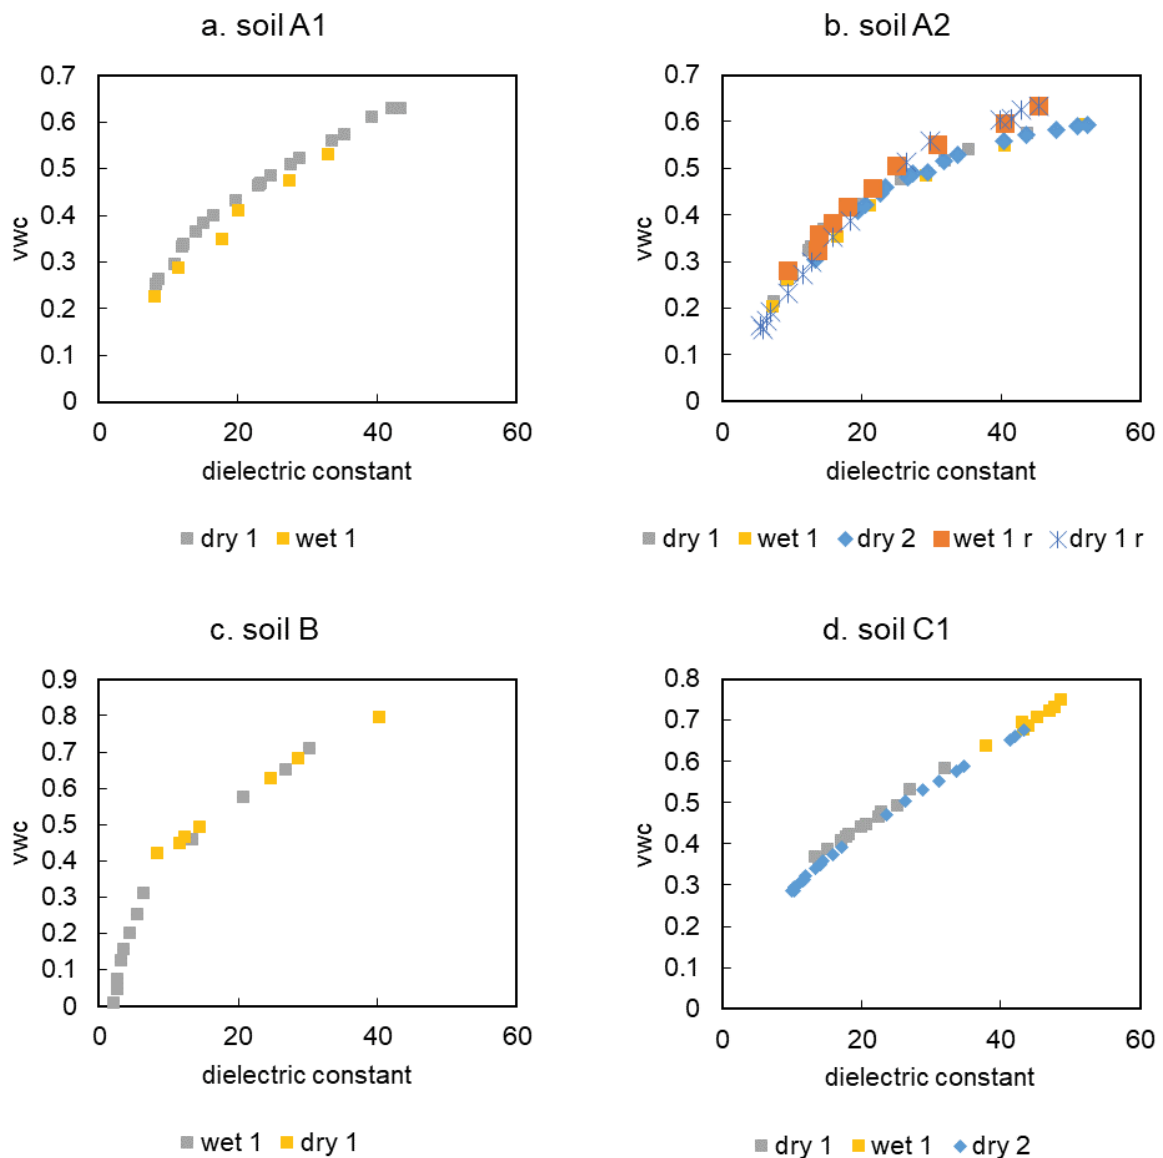 a. soil A1
0.7
0.6
0.5
0.4
0.3
0.2
0.1
0
vwc
0 20 40 60
dielectric constant
dry 1 wet 1
b. soil A2
0.7
0.6
0.5
0.4
0.3
0.2
0.1
0
vwc
0 20 40 60
dielectric constant
dry 1 wet 1 dry 2 wet 1 r dry 1 r
c. soil B
0.9
0.8
0.7
0.6
0.5
0.4
0.3
0.2
0.1
0
vwc
0 20 40 60
dielectric constant
wet 1 dry 1
d. soil C1
0.8
0.7
0.6
0.5
0.4
0.3
0.2
0.1
0
vwc
0 20 40 60
dielectric constant
dry 1 wet 1 dry 2